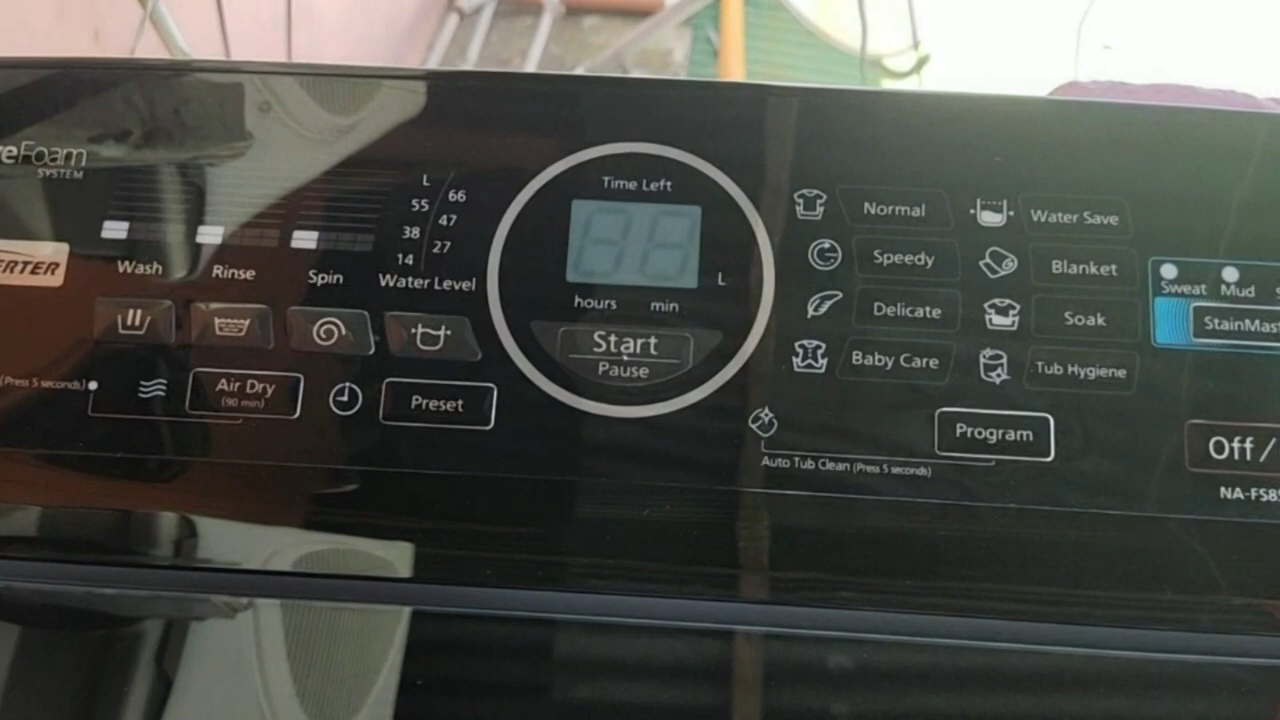 eFoam
SYSTEM
ERTER
L
55
66
47
38
27
14
Wash
Rinse
Spin
Water Level
(Press 5 seconds)
Air Dry
(90 min)
Preset
Time Left
L
hours
min
Start
Pause
Normal
Speedy
Delicate
Baby Care
Water Save
Blanket
Soak
Tub Hygiene
Program
Auto Tub Clean (Press 5 seconds)
Sweat
Mud
StainMas
Off /
NA-FS8